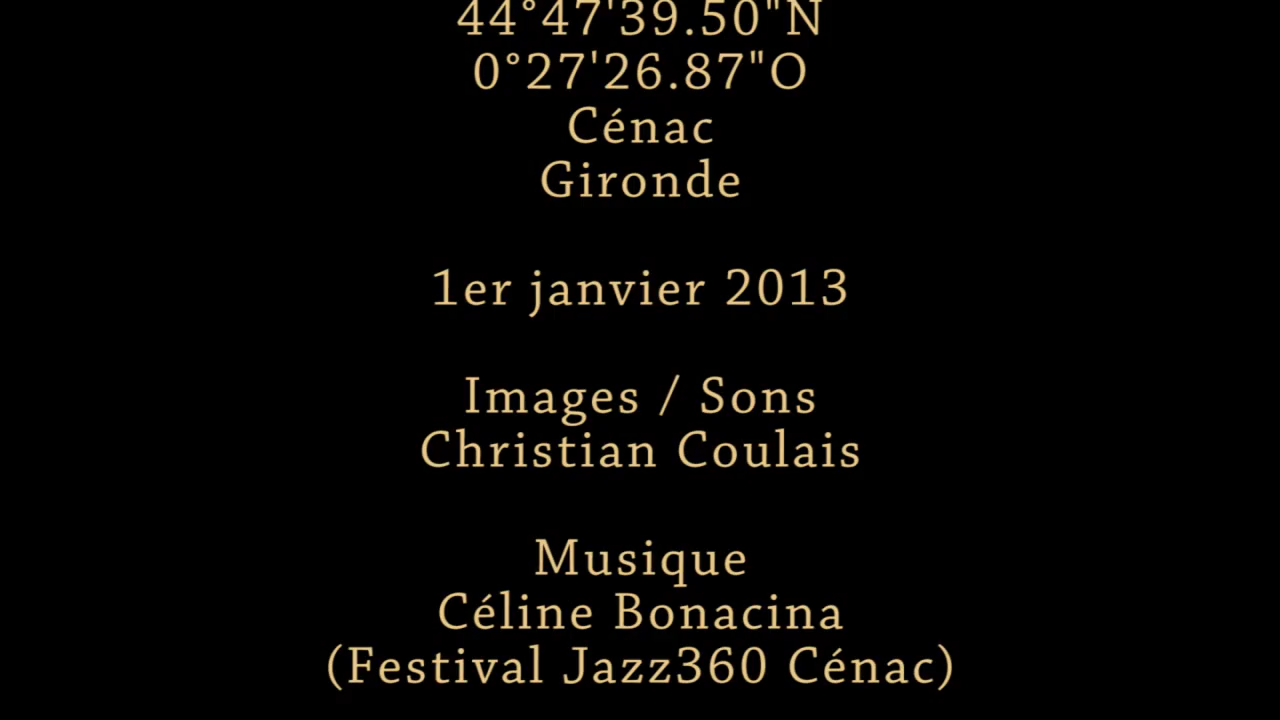 44°47'39.50"N
0°27'26.87"O
Cénac
Gironde
1er janvier 2013
Images / Sons
Christian Coulais
Musique
Céline Bonacina
(Festival Jazz360 Cénac)